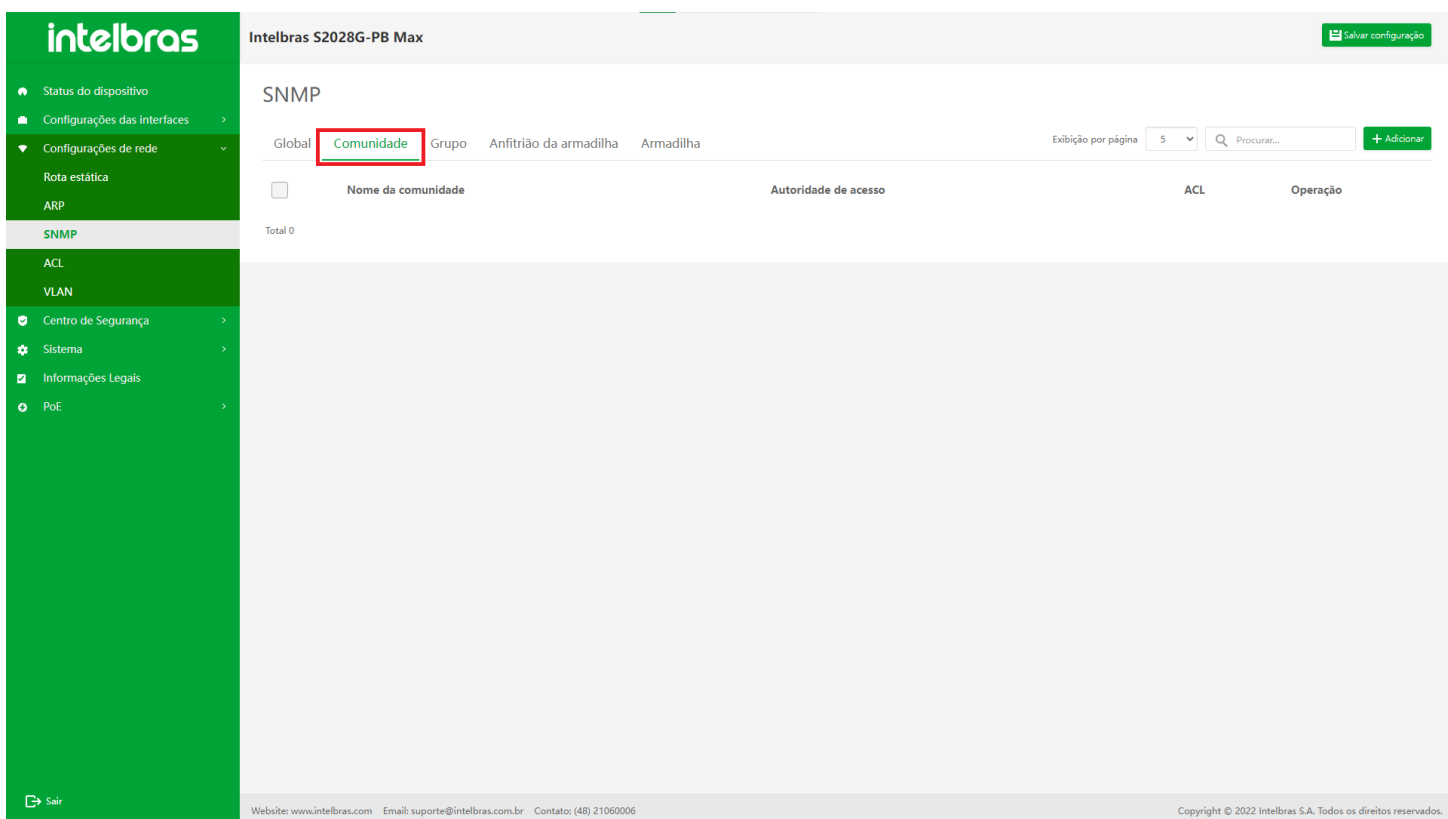 intelbras
Intelbras S2028G-PB Max
Salvar configuração
Status do dispositivo
Configurações das interfaces
Configurações de rede
Rota estática
ARP
SNMP
ACL
VLAN
Centro de Segurança
Sistema
Informações Legais
PoE
Sair
SNMP
Global Comunidade Grupo Anfitrião da armadilha Armadilha
Exibição por página 5 Procurar... + Adicionar
Nome da comunidade Autoridade de acesso ACL Operação
Total 0
Website: www.intelbras.com Email: suporte@intelbras.com.br Contato: (48) 21060006
Copyright © 2022 Intelbras S.A. Todos os direitos reservados.